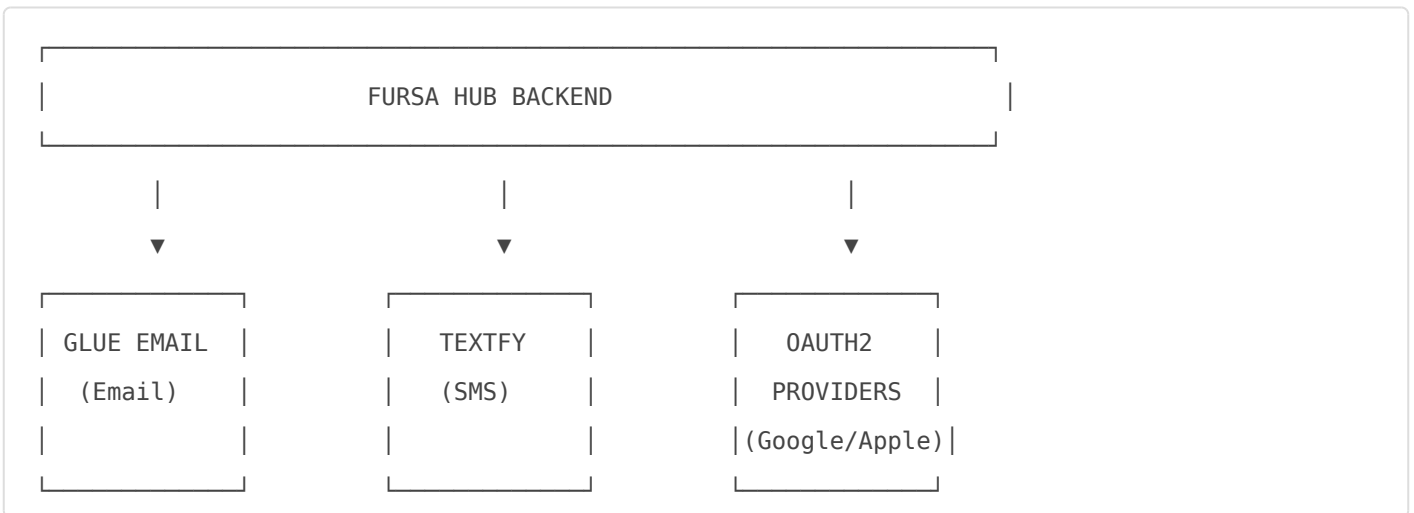 FURSA HUB BACKEND
GLUE EMAIL TEXTFY OAUTH2
(Email) (SMS) PROVIDERS
(Google/Apple)